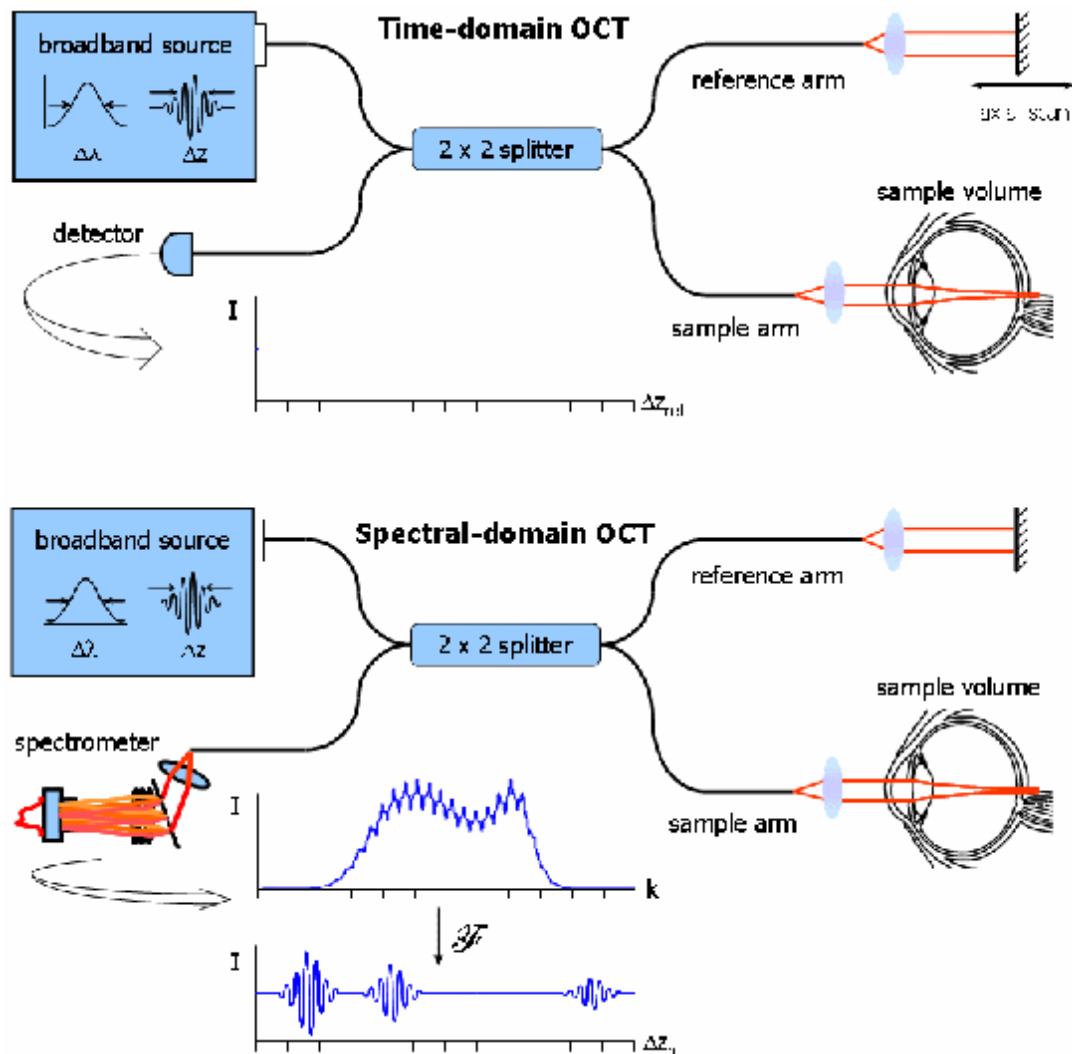 Time-domain OCT
broadband source
Δλ
Δz
2 x 2 splitter
reference arm
detector
sample volume
I
sample arm
Spectral-domain OCT
broadband source
Δλ
Δz
reference arm
2 x 2 splitter
sample volume
spectrometer
I
sample arm
k
ℱ
I